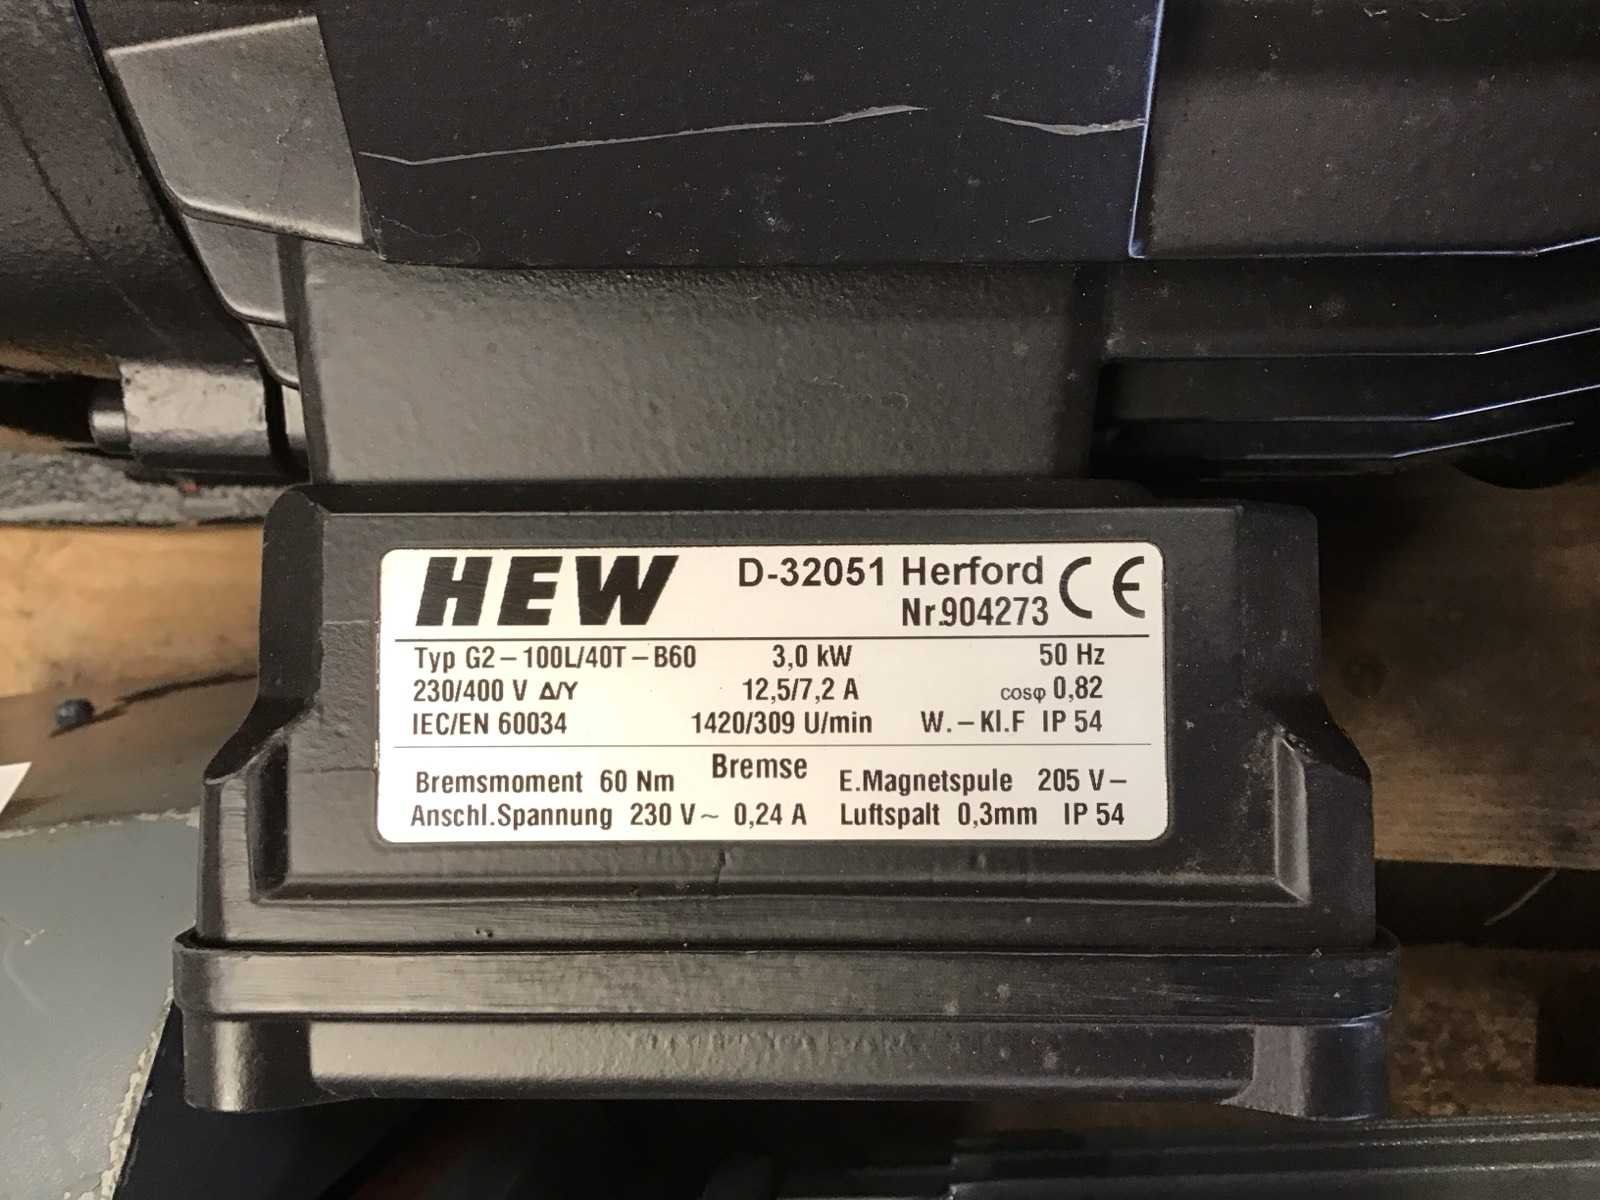 HEW D-32051 Herford CE
Nr.904273
Typ G2-100L/40T-B60 3,0 kW 50 Hz
230/400 V Δ/Y 12,5/7,2 A cosφ 0,82
IEC/EN 60034 1420/309 U/min W.-Kl.F IP 54
Bremse
Bremsmoment 60 Nm E.Magnetspule 205 V-
Anschl.Spannung 230 V~ 0,24 A Luftspalt 0,3mm IP 54